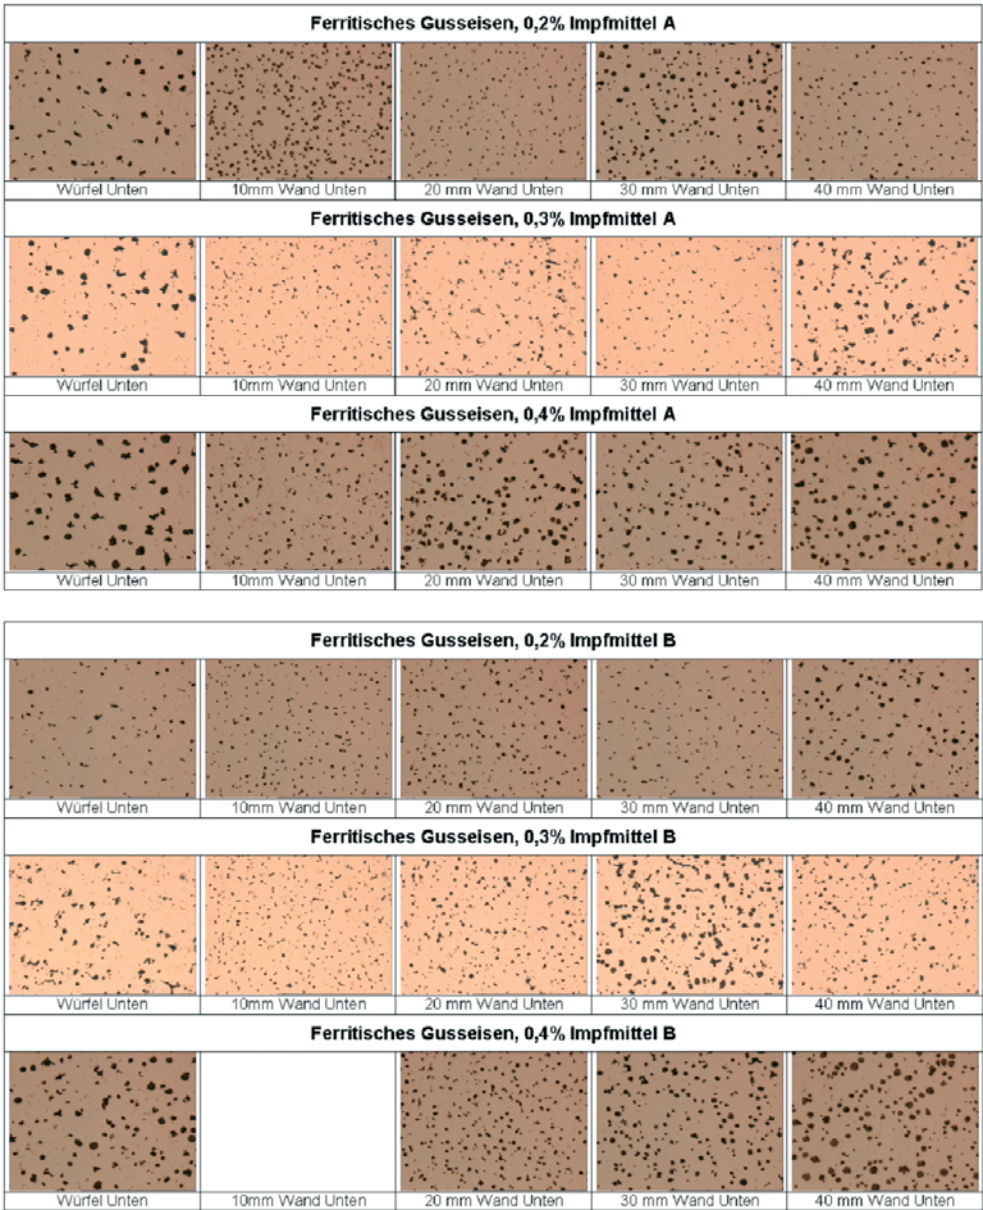 Ferritisches Gusseisen, 0,2% Impfmittel A
Würfel Unten 10mm Wand Unten 20 mm Wand Unten 30 mm Wand Unten 40 mm Wand Unten
Ferritisches Gusseisen, 0,3% Impfmittel A
Würfel Unten 10mm Wand Unten 20 mm Wand Unten 30 mm Wand Unten 40 mm Wand Unten
Ferritisches Gusseisen, 0,4% Impfmittel A
Würfel Unten 10mm Wand Unten 20 mm Wand Unten 30 mm Wand Unten 40 mm Wand Unten
Ferritisches Gusseisen, 0,2% Impfmittel B
Würfel Unten 10mm Wand Unten 20 mm Wand Unten 30 mm Wand Unten 40 mm Wand Unten
Ferritisches Gusseisen, 0,3% Impfmittel B
Würfel Unten 10mm Wand Unten 20 mm Wand Unten 30 mm Wand Unten 40 mm Wand Unten
Ferritisches Gusseisen, 0,4% Impfmittel B
Würfel Unten 10mm Wand Unten 20 mm Wand Unten 30 mm Wand Unten 40 mm Wand Unten